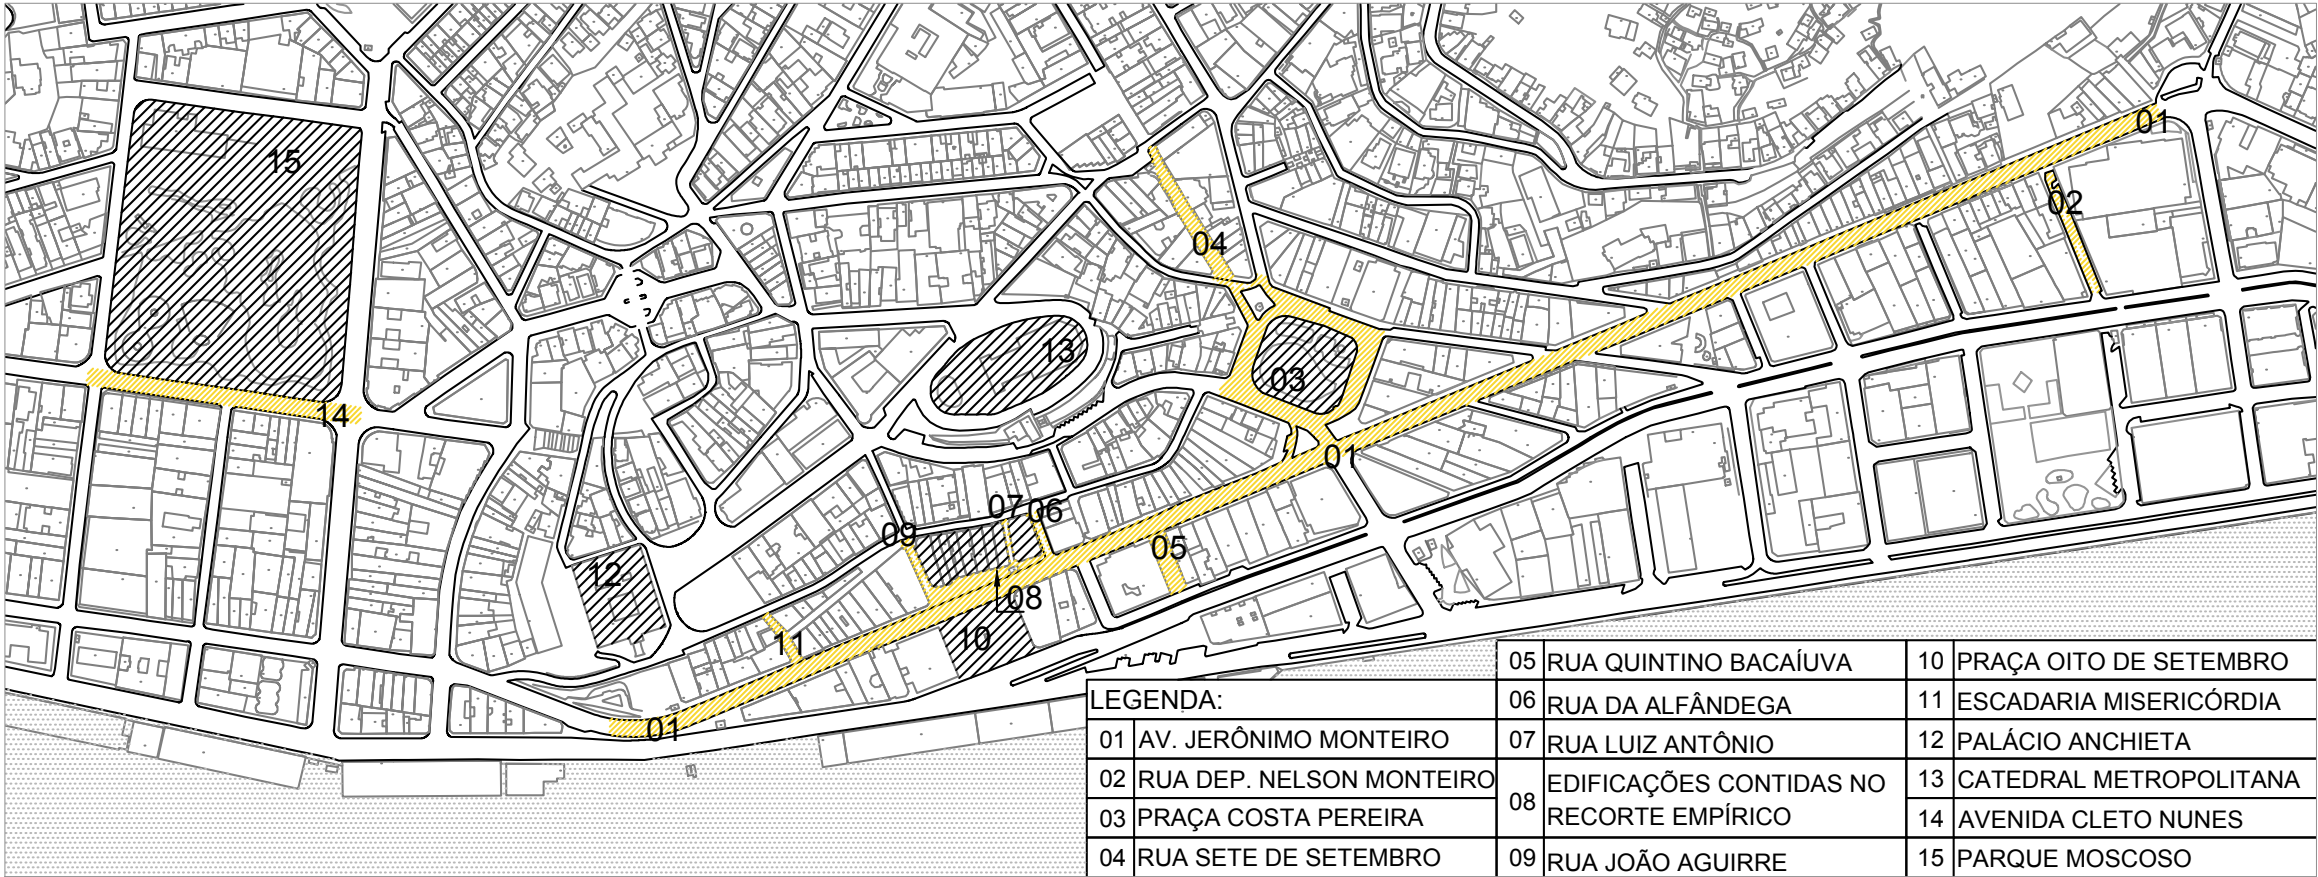 15
01
02
04
13
03
14
01
07
06
09
05
12
08
10
11
01
LEGENDA:
01 AV. JERÔNIMO MONTEIRO
02 RUA DEP. NELSON MONTEIRO
03 PRAÇA COSTA PEREIRA
04 RUA SETE DE SETEMBRO
05 RUA QUINTINO BACAÍUVA
06 RUA DA ALFÂNDEGA
07 RUA LUIZ ANTÔNIO
08 EDIFICAÇÕES CONTIDAS NO
RECORTE EMPÍRICO
09 RUA JOÃO AGUIRRE
10 PRAÇA OITO DE SETEMBRO
11 ESCADARIA MISERICÓRDIA
12 PALÁCIO ANCHIETA
13 CATEDRAL METROPOLITANA
14 AVENIDA CLETO NUNES
15 PARQUE MOSCOSO